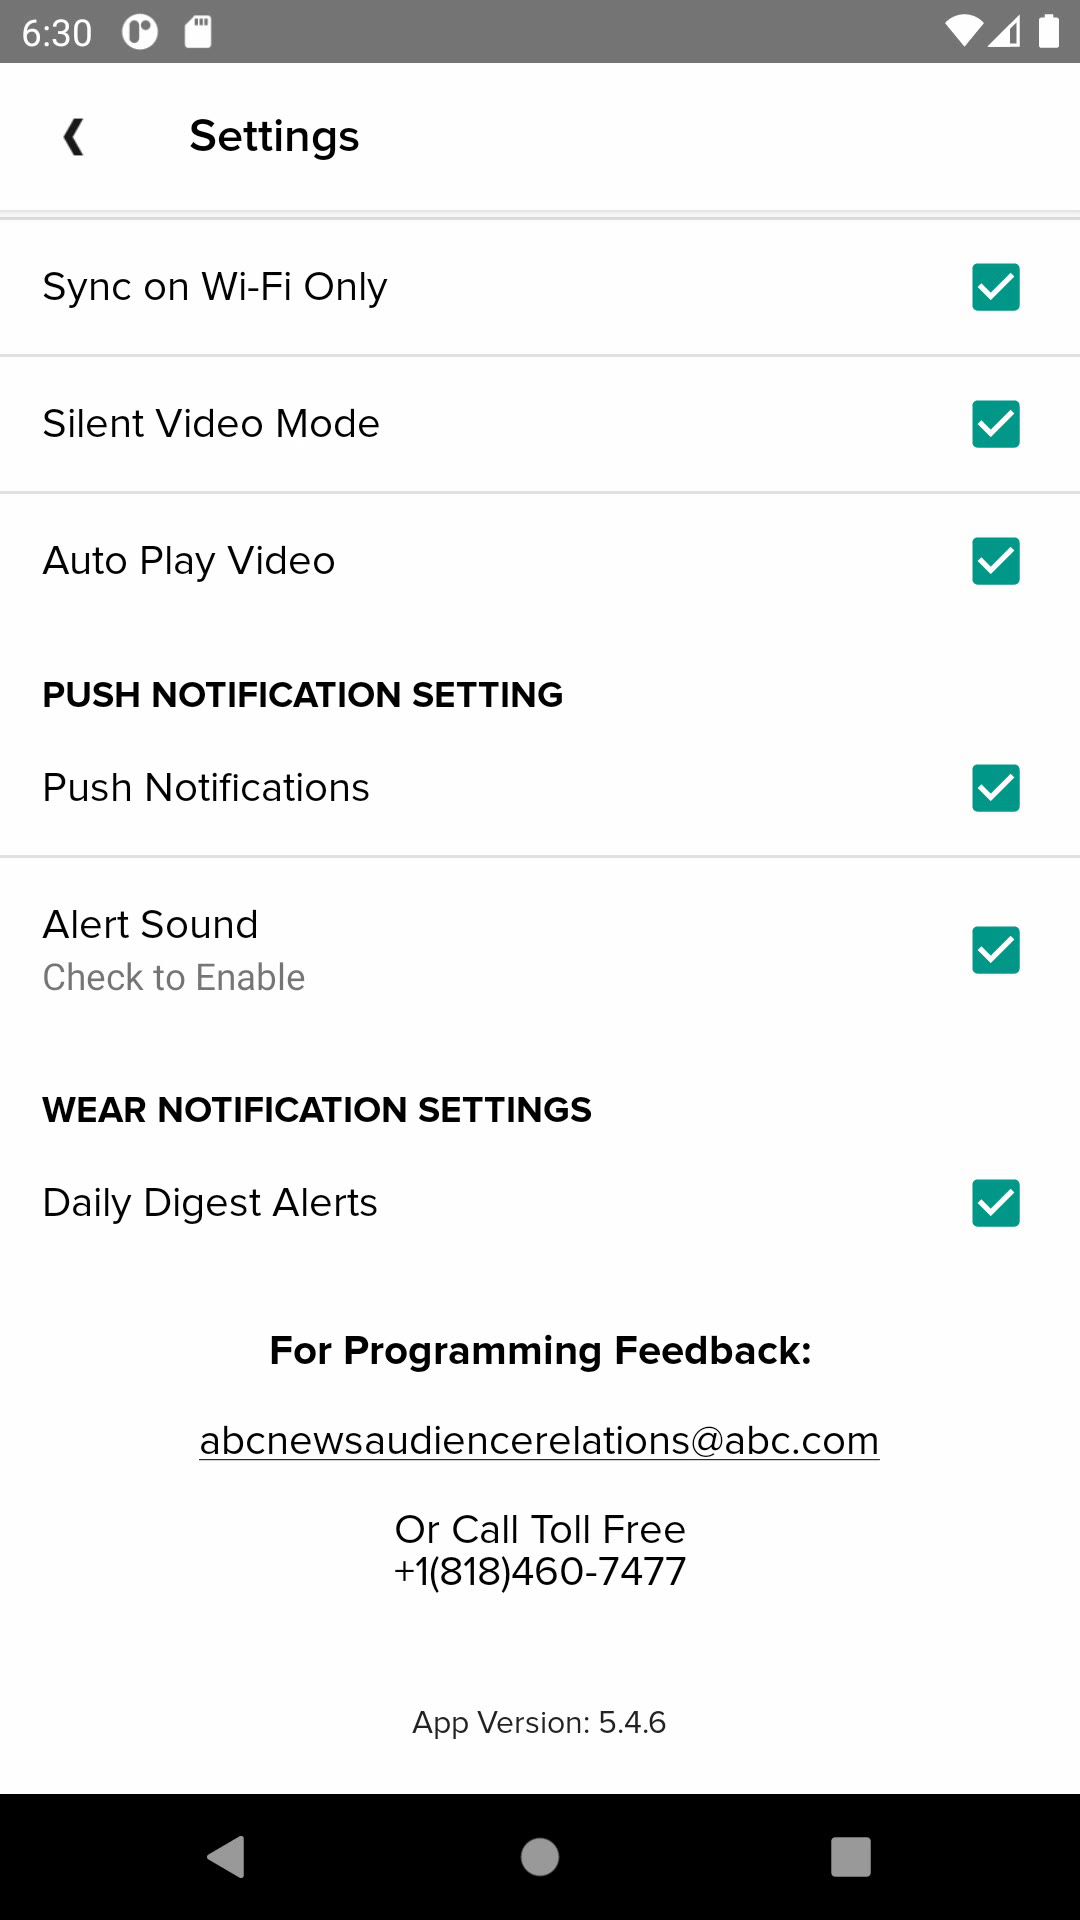 6:30
Settings
Sync on Wi-Fi Only
Silent Video Mode
Auto Play Video
PUSH NOTIFICATION SETTING
Push Notifications
Alert Sound
Check to Enable
WEAR NOTIFICATION SETTINGS
Daily Digest Alerts
For Programming Feedback:
abcnewsaudiencerelations@abc.com
Or Call Toll Free
+1(818)460-7477
App Version: 5.4.6